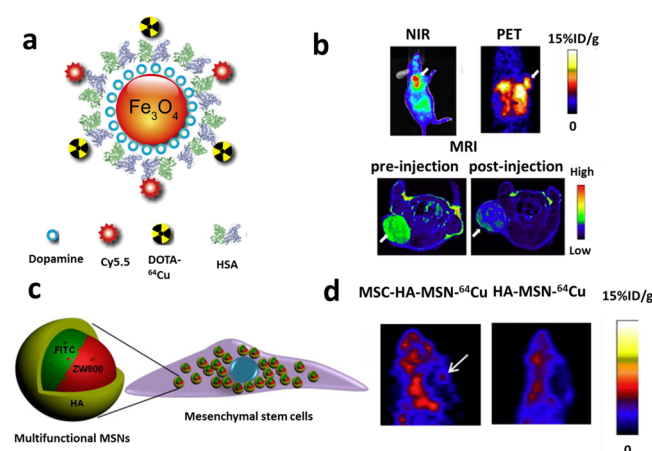 a
Fe3O4
Dopamine
Cy5.5
DOTA-
64Cu
HSA
b
NIR
PET
15%ID/g
0
MRI
pre-injection
post-injection
High
Low
c
FITC
ZW800
HA
Multifunctional MSNs
Mesenchymal stem cells
d
MSC-HA-MSN-64Cu
HA-MSN-64Cu
15%ID/g
0